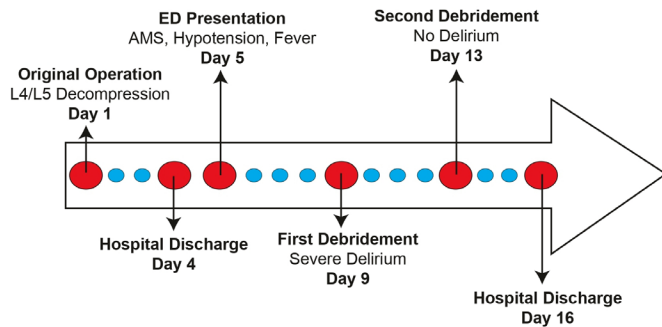 Original Operation
L4/L5 Decompression
Day 1
ED Presentation
AMS, Hypotension, Fever
Day 5
Second Debridement
No Delirium
Day 13
Hospital Discharge
Day 4
First Debridement
Severe Delirium
Day 9
Hospital Discharge
Day 16